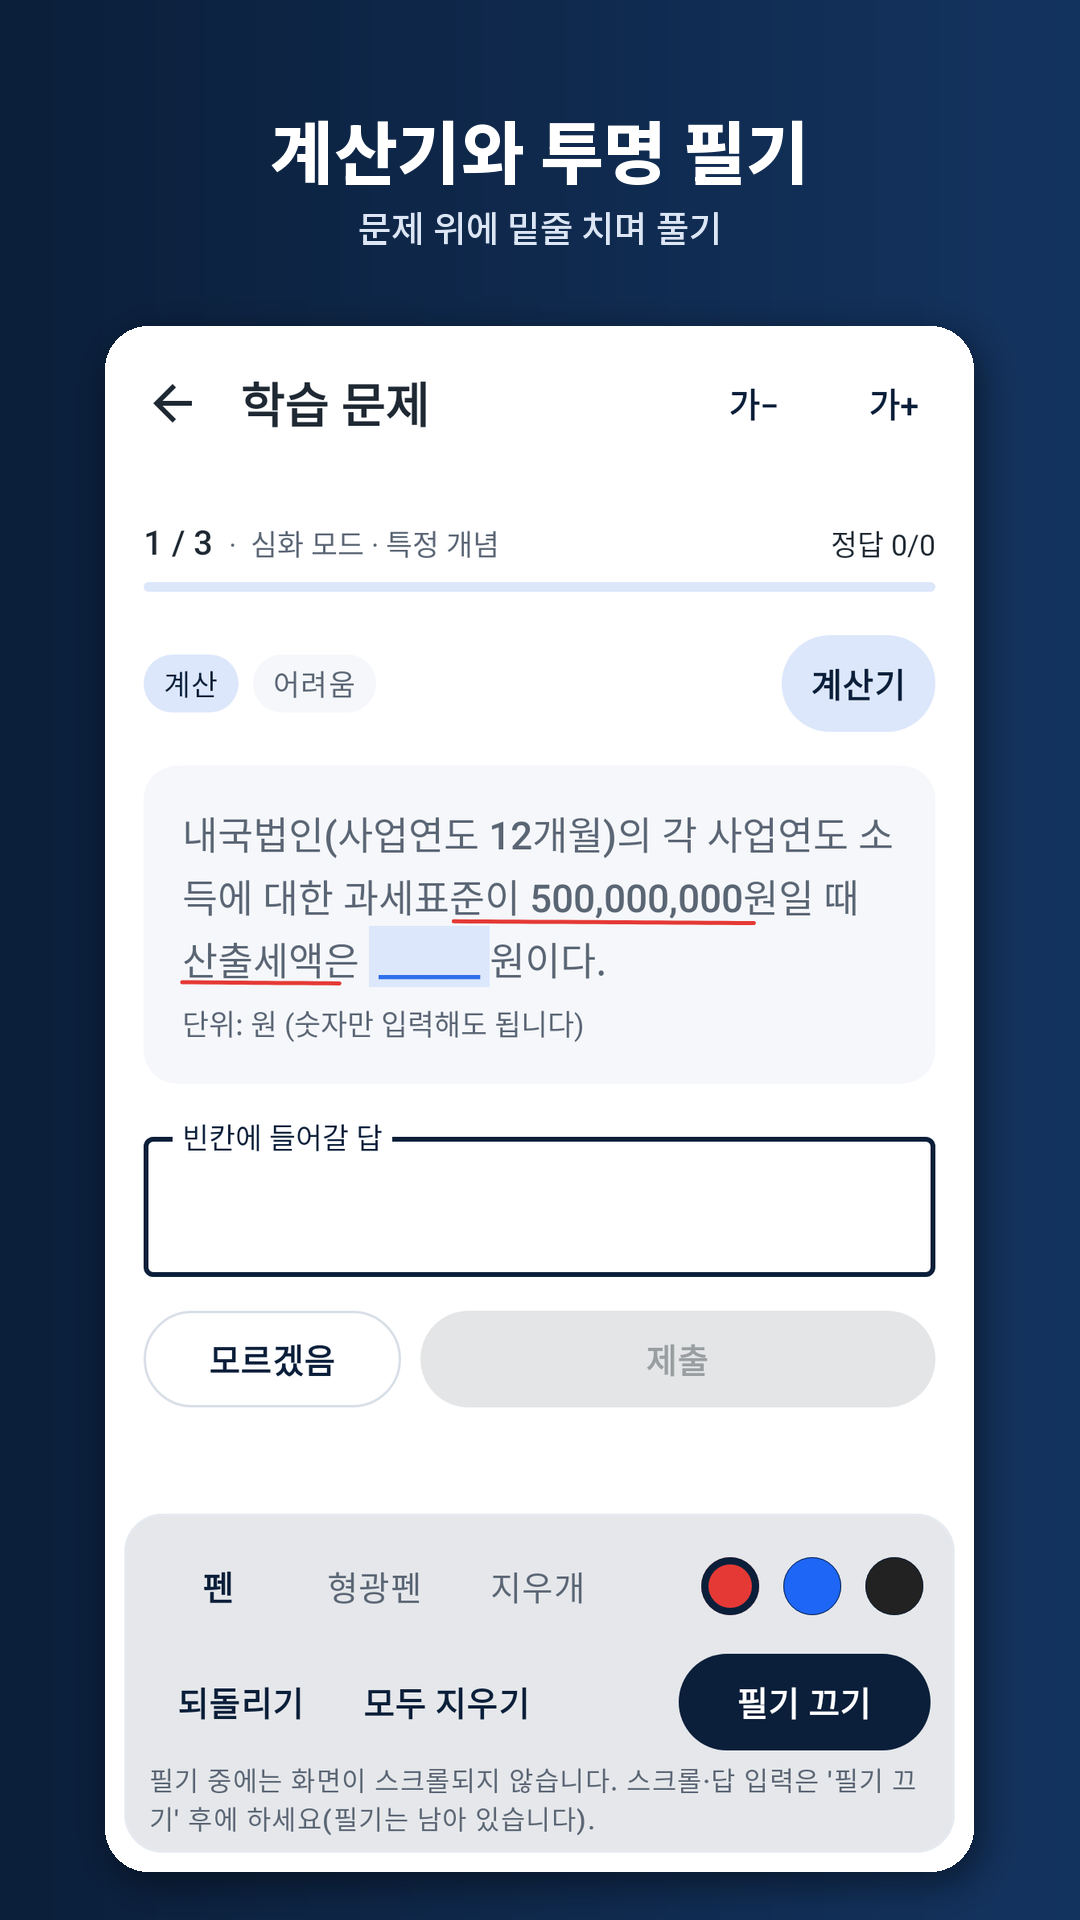 계산기와 투명 필기
문제 위에 밑줄 치며 풀기
학습 문제
가-
가+
1 / 3 · 심화 모드 · 특정 개념
정답 0/0
계산
어려움
계산기
내국법인(사업연도 12개월)의 각 사업연도 소
득에 대한 과세표준이 500,000,000원일 때
산출세액은 원이다.
단위: 원 (숫자만 입력해도 됩니다)
빈칸에 들어갈 답
모르겠음
제출
펜
형광펜
지우개
되돌리기
모두 지우기
필기 끄기
필기 중에는 화면이 스크롤되지 않습니다. 스크롤·답 입력은 '필기 끄
기' 후에 하세요(필기는 남아 있습니다).